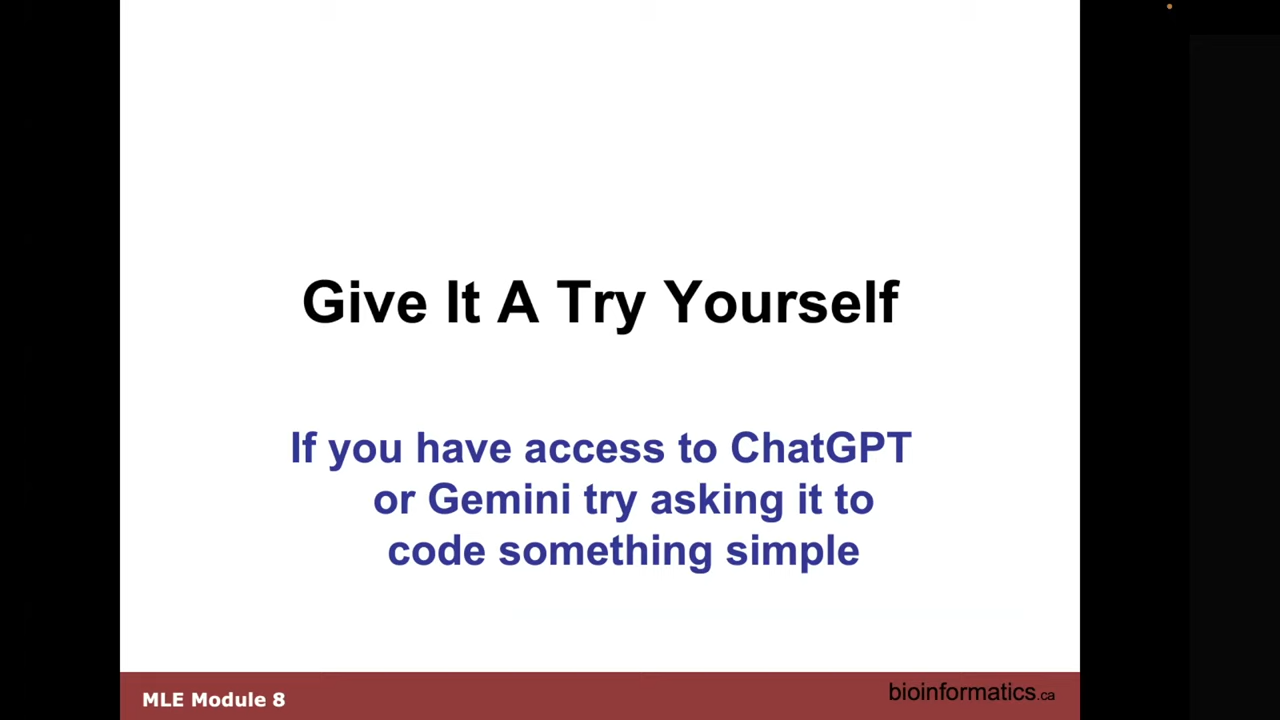 Give It A Try Yourself
If you have access to ChatGPT
or Gemini try asking it to
code something simple
MLE Module 8
bioinformatics.ca